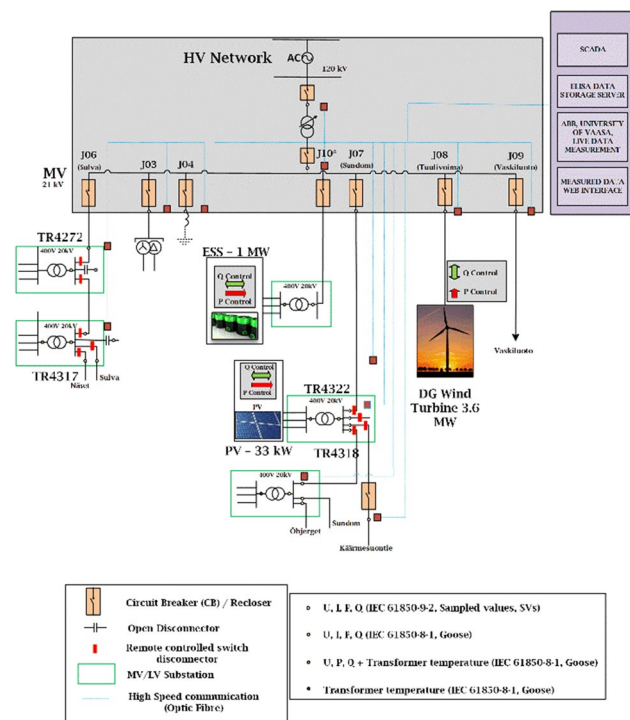 HV Network
AC
120 kV
SCADA
ELISA DATA
STORAGE SERVER
ABB, UNIVERSITY
OF VAASA,
LIVE DATA
MEASUREMENT
MEASURED DATA
WEB INTERFACE
MV
21 kV
J06
(Sulva)
J03
J04
J10*
J07
(Sundom)
J08
(Tuulivoima)
J09
(Vaskiluoto)
TR4272
400V 20kV
400V 20kV
TR4317
Näset
Sulva
ESS – 1 MW
Q Control
P Control
400V 20kV
Q Control
P Control
Vaskiluoto
DG Wind
Turbine 3.6
MW
Q Control
P Control
PV
PV – 33 kW
TR4322
400V 20kV
TR4318
400V 20kV
Öbjerget
Sundom
Käärmesuontie
Circuit Breaker (CB) / Recloser
Open Disconnector
Remote controlled switch
disconnector
MV/LV Substation
High Speed communication
(Optic Fibre)
U, I, F, Q (IEC 61850-9-2, Sampled values, SVs)
U, I, F, Q (IEC 61850-8-1, Goose)
U, P, Q + Transformer temperature (IEC 61850-8-1, Goose)
Transformer temperature (IEC 61850-8-1, Goose)